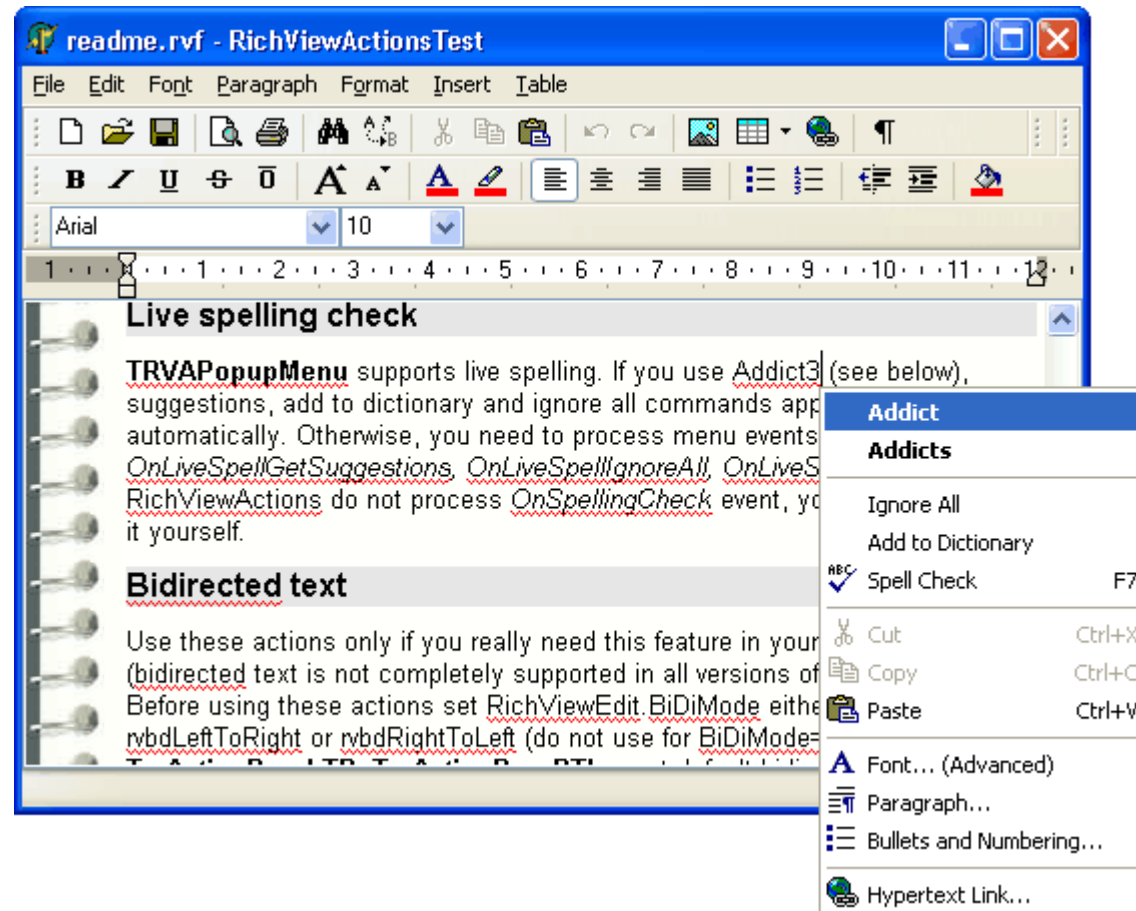 readme.rvf - RichViewActionsTest
File Edit Font Paragraph Format Insert Table
B I U S O A A A
Arial 10
1 1 2 3 4 5 6 7 8 9 10 11 12
Live spelling check
TRVAPopupMenu supports live spelling. If you use Addict3 (see below),
suggestions, add to dictionary and ignore all commands app
automatically. Otherwise, you need to process menu events
OnLiveSpellGetSuggestions, OnLiveSpellIgnoreAll, OnLiveS
RichViewActions do not process OnSpellingCheck event, yo
it yourself.
Bidirected text
Use these actions only if you really need this feature in your
(bidirected text is not completely supported in all versions of
Before using these actions set RichViewEdit.BiDiMode eithe
rvbdLeftToRight or rvbdRightToLeft (do not use for BiDiMode=
Addict
Addicts
Ignore All
Add to Dictionary
ABC Spell Check F7
Cut Ctrl+X
Copy Ctrl+C
Paste Ctrl+V
A Font... (Advanced)
Paragraph...
Bullets and Numbering...
Hypertext Link...